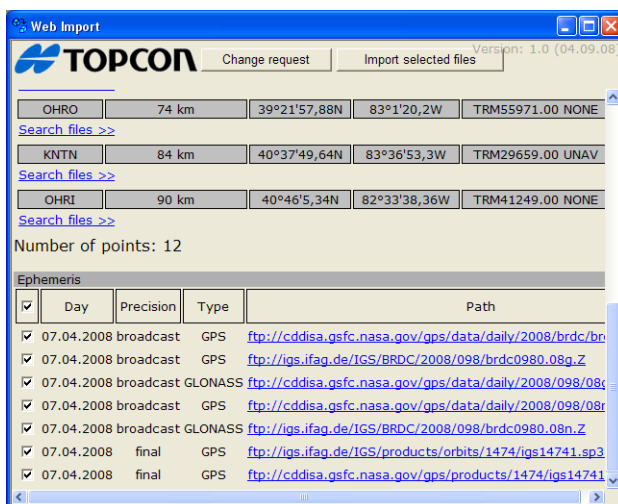 Web Import
TOPCON Change request Import selected files Version: 1.0 (04.09.08)
OHRO 74 km 39°21'57,88N 83°1'20,2W TRM55971.00 NONE
Search files >>
KNTN 84 km 40°37'49,64N 83°36'53,3W TRM29659.00 UNAV
Search files >>
OHRI 90 km 40°46'5,34N 82°33'38,36W TRM41249.00 NONE
Search files >>
Number of points: 12
Ephemeris
Day Precision Type Path
07.04.2008 broadcast GPS ftp://cddisa.gsfc.nasa.gov/gps/data/daily/2008/brdc/br
07.04.2008 broadcast GPS ftp://igs.ifag.de/IGS/BRDC/2008/098/brdc0980.08g.Z
07.04.2008 broadcast GLONASS ftp://cddisa.gsfc.nasa.gov/gps/data/daily/2008/098/08g
07.04.2008 broadcast GPS ftp://cddisa.gsfc.nasa.gov/gps/data/daily/2008/098/08
07.04.2008 broadcast GLONASS ftp://igs.ifag.de/IGS/BRDC/2008/098/brdc0980.08n.Z
07.04.2008 final GPS ftp://igs.ifag.de/IGS/products/orbits/1474/igs14741.sp3
07.04.2008 final GPS ftp://cddisa.gsfc.nasa.gov/gps/products/1474/igs14741